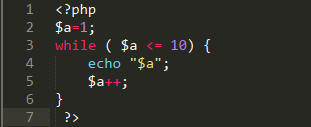 1 <?php
2 $a=1;
3 while ( $a <= 10) {
4     echo "$a";
5     $a++;
6 }
7  ?>